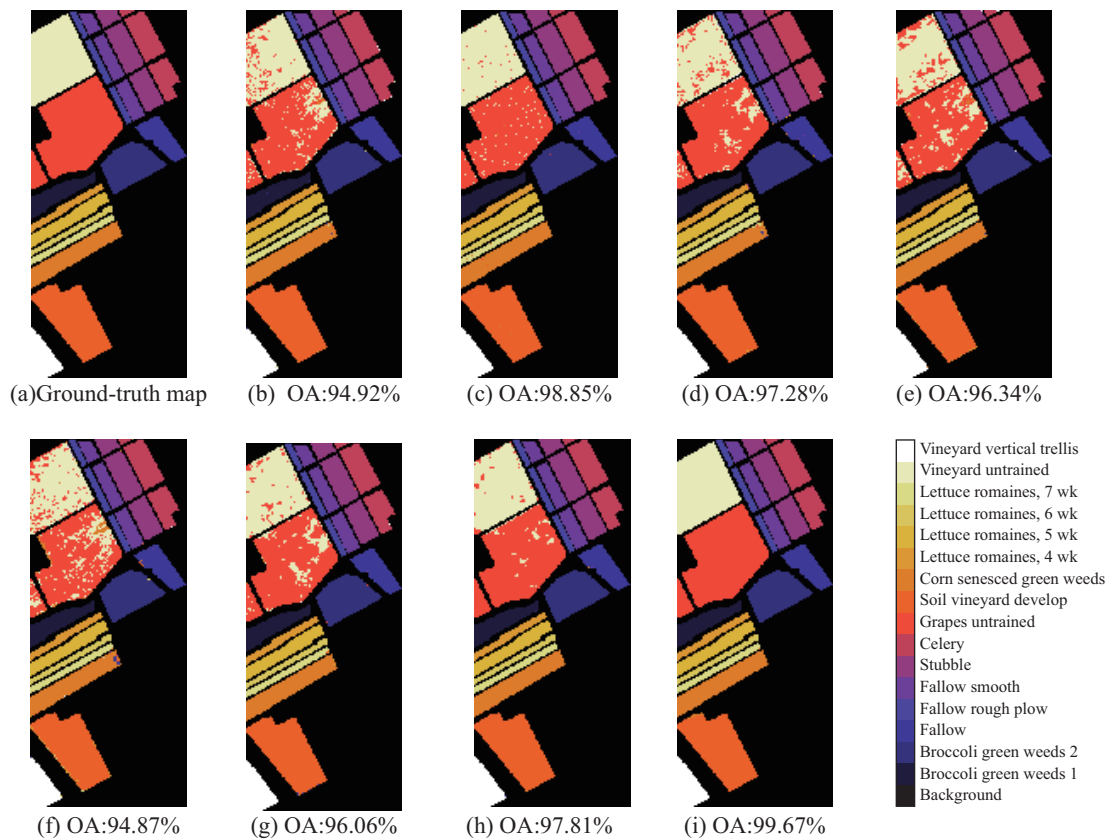 (a)Ground-truth map
(b) OA:94.92%
(c) OA:98.85%
(d) OA:97.28%
(e) OA:96.34%
Vineyard vertical trellis
Vineyard untrained
Lettuce romaines, 7 wk
Lettuce romaines, 6 wk
Lettuce romaines, 5 wk
Lettuce romaines, 4 wk
Corn senesced green weeds
Soil vineyard develop
Grapes untrained
Celery
Stubble
Fallow smooth
Fallow rough plow
Fallow
Broccoli green weeds 2
Broccoli green weeds 1
Background
(f) OA:94.87%
(g) OA:96.06%
(h) OA:97.81%
(i) OA:99.67%